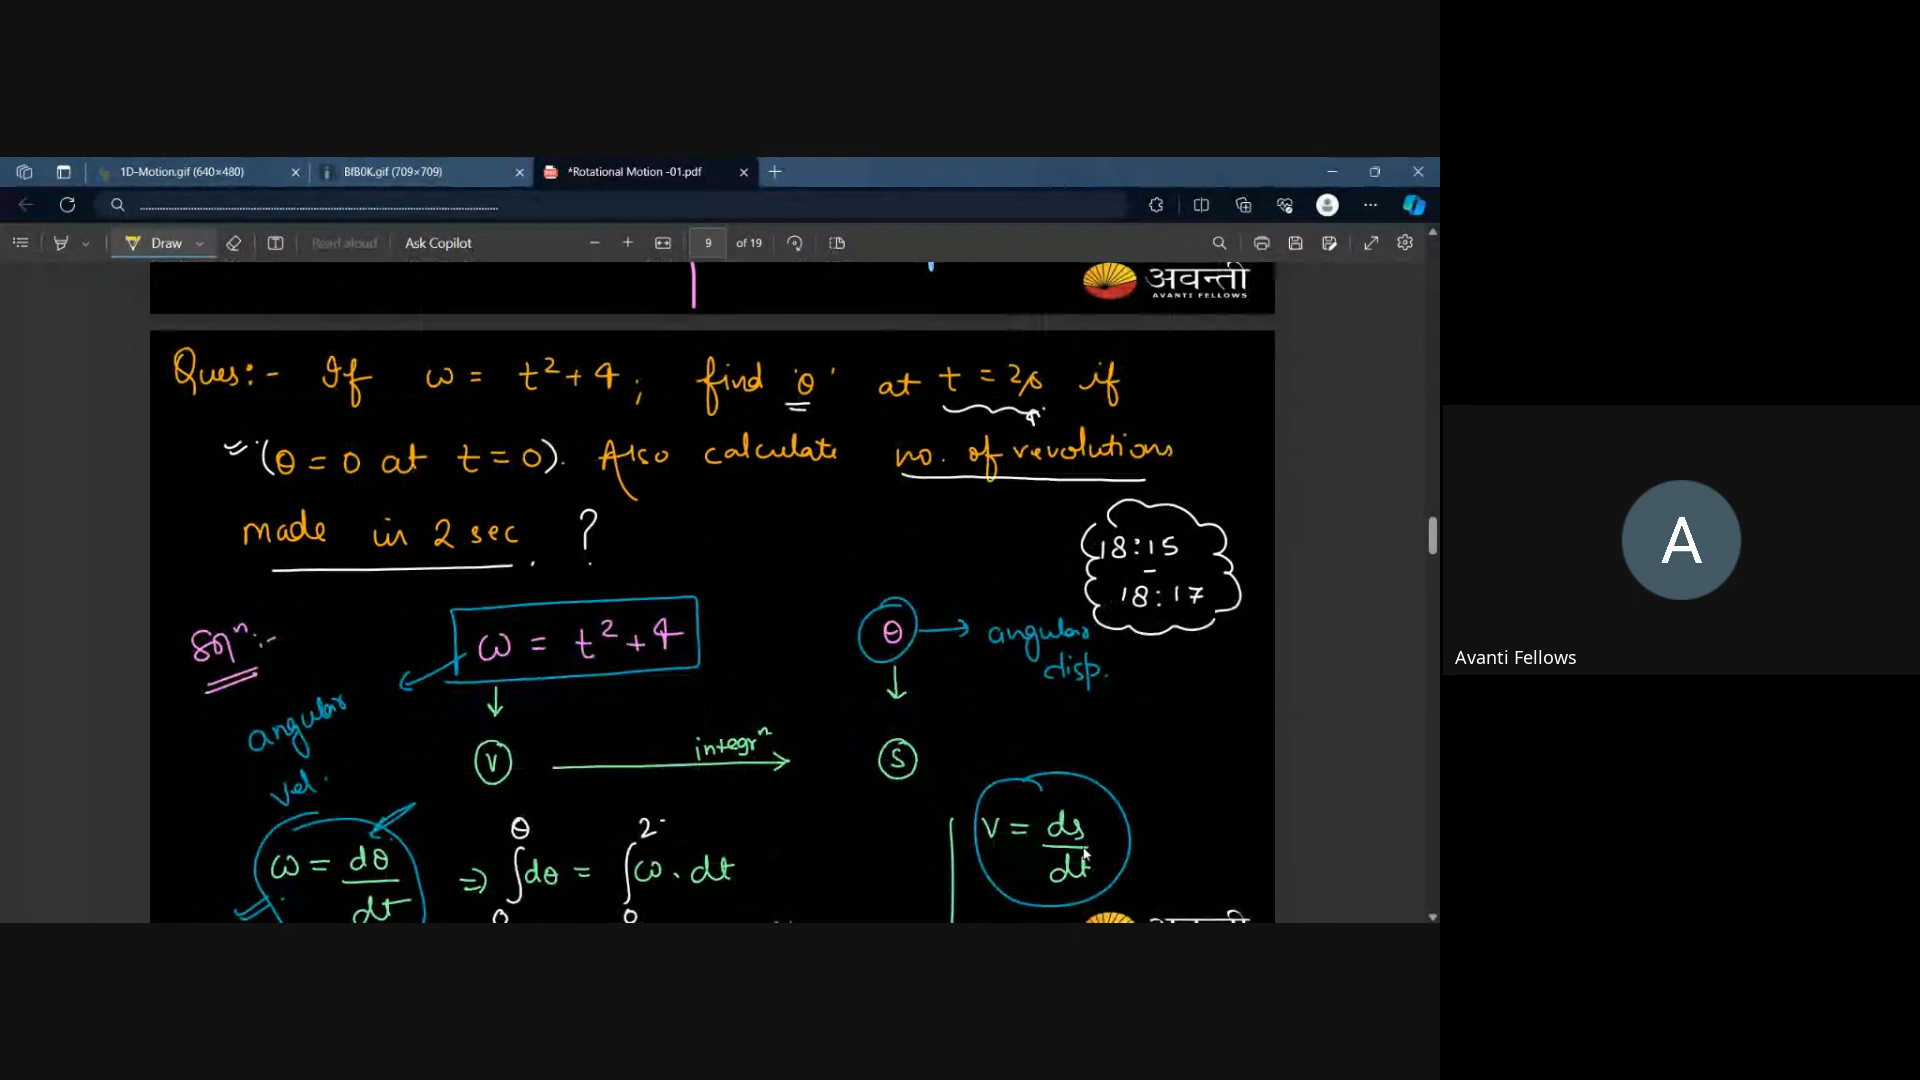 1D-Motion.gif (640×480)
BfB0K.gif (709×709)
*Rotational Motion -01.pdf
Draw
Read aloud
Ask Copilot
9 of 19
अवन्ती
AVANTI FELLOWS
Ques:- If ω = t²+4; find 'θ' at t = 2s if
(θ = 0 at t = 0). Also calculate no. of revolutions
made in 2 sec. ?
18:15
-
18:17
Solⁿ:-
ω = t²+4
θ → angular
disp.
angular
vel.
V
integrⁿ
S
ω = dθ/dt
⇒ ∫₀^θ dθ = ∫₀^2 ω. dt
V = ds/dt
A
Avanti Fellows